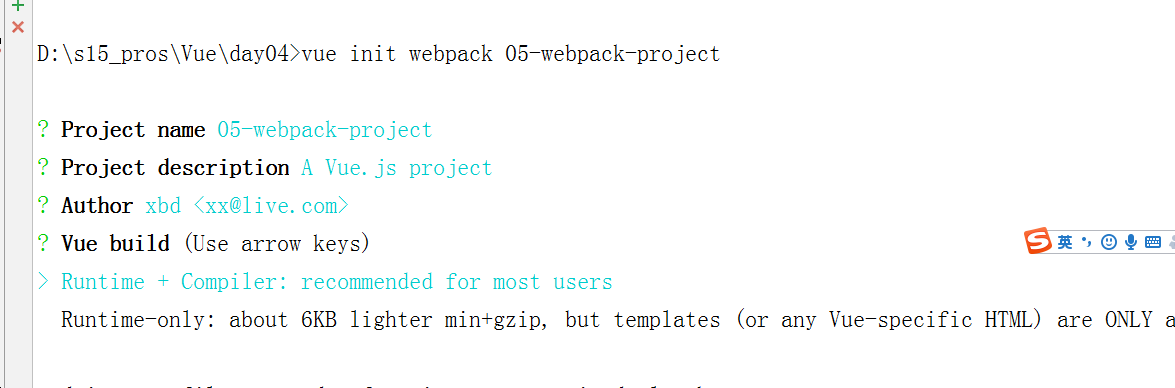 D:\s15_pros\Vue\day04>vue init webpack 05-webpack-project
? Project name 05-webpack-project
? Project description A Vue.js project
? Author xbd <xx@live.com>
? Vue build (Use arrow keys)
英
> Runtime + Compiler: recommended for most users
Runtime-only: about 6KB lighter min+gzip, but templates (or any Vue-specific HTML) are ONLY a